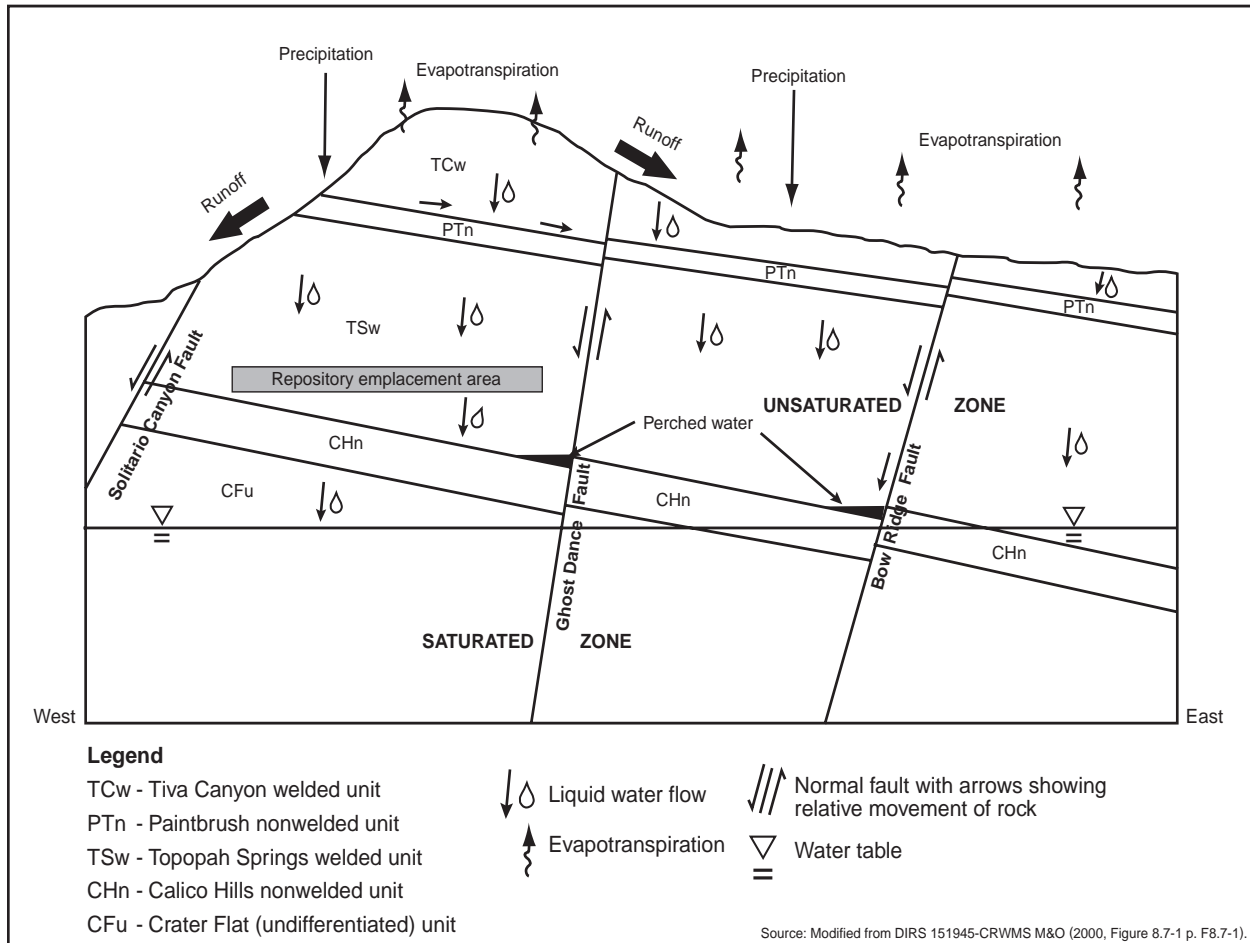 Precipitation
Evapotranspiration
Precipitation
Evapotranspiration
Runoff
Runoff
TCw
PTn
PTn
PTn
TSw
Repository emplacement area
Solitario Canyon Fault
UNSATURATED ZONE
Perched water
CHn
CHn
CHn
CFu
Ghost Dance Fault
Bow Ridge Fault
SATURATED ZONE
West
East
Legend
TCw - Tiva Canyon welded unit
PTn - Paintbrush nonwelded unit
TSw - Topopah Springs welded unit
CHn - Calico Hills nonwelded unit
CFu - Crater Flat (undifferentiated) unit
Liquid water flow
Evapotranspiration
Normal fault with arrows showing
relative movement of rock
Water table
Source: Modified from DIRS 151945-CRWMS M&O (2000, Figure 8.7-1 p. F8.7-1).